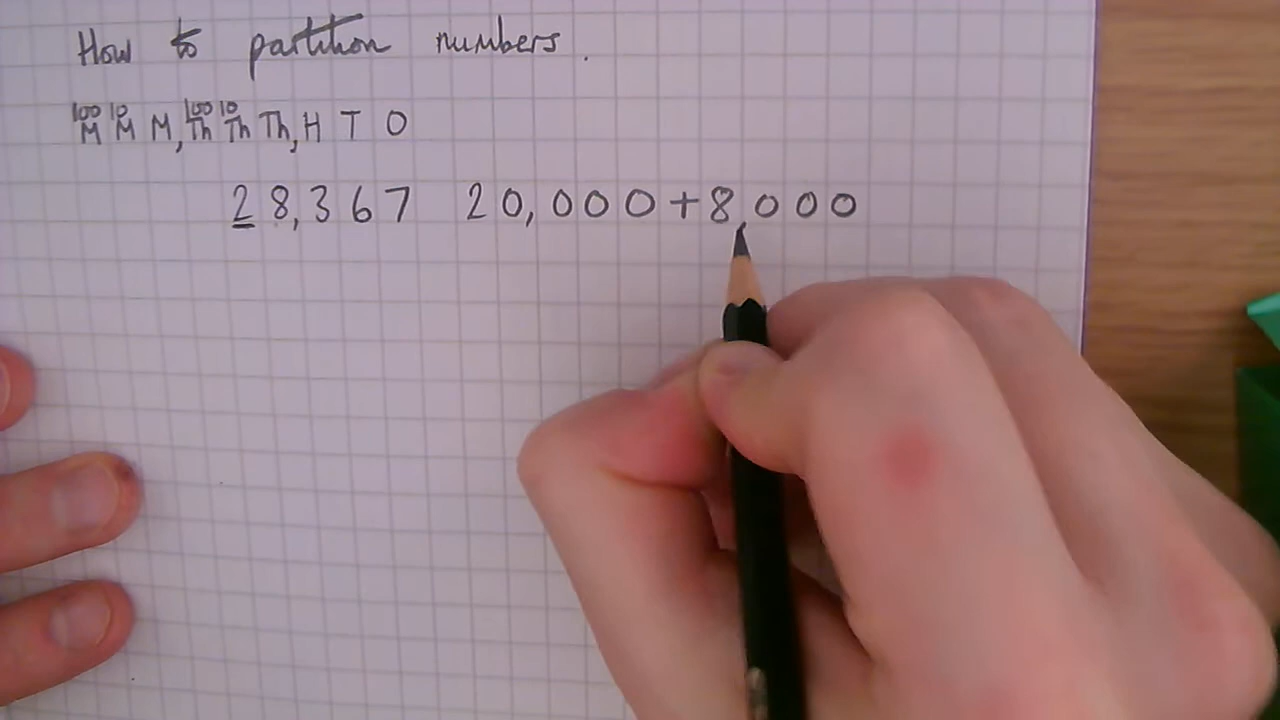 How to partition numbers.
100 M 10 M M, 100 Th 10 Th Th, H T O
28,367 20,000+8,000